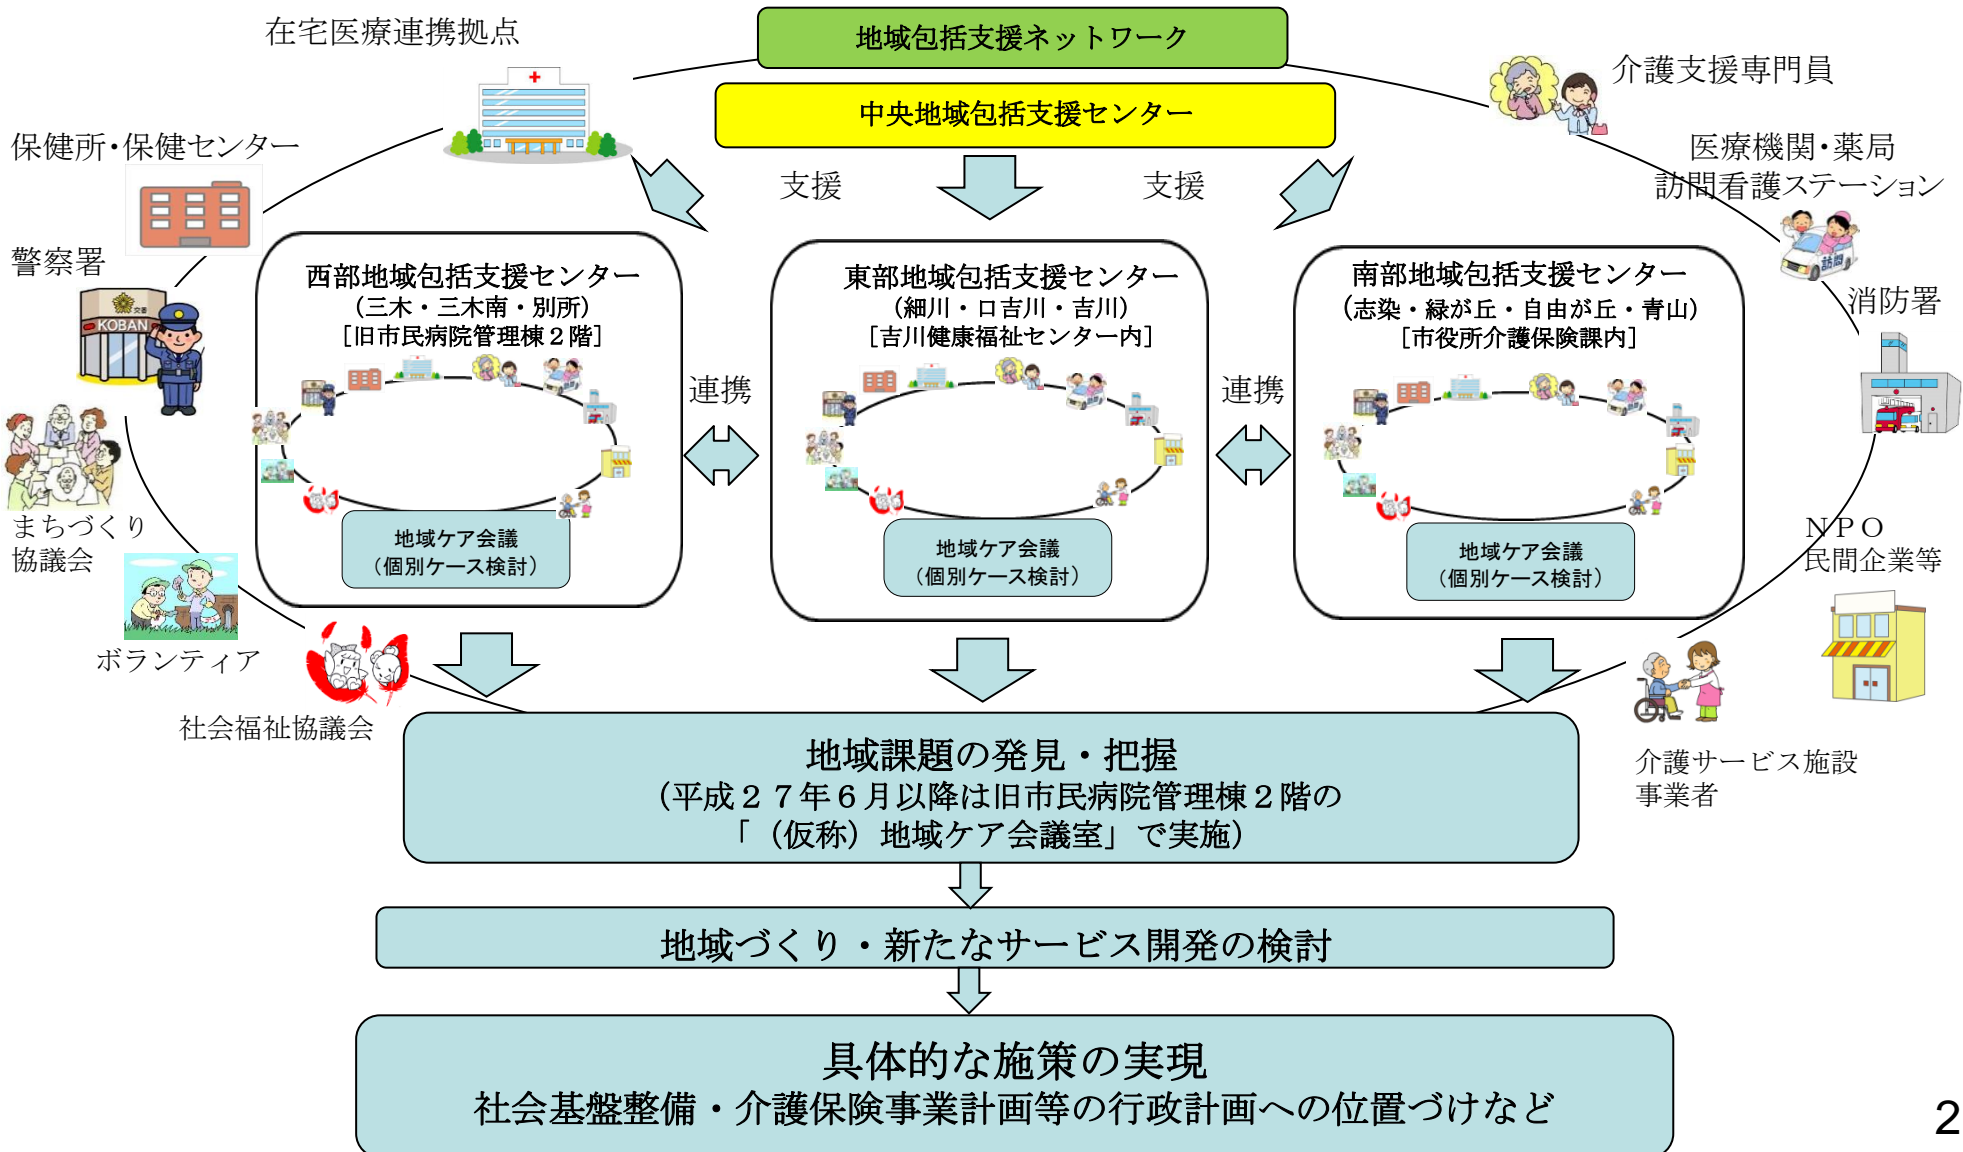 在宅医療連携拠点
地域包括支援ネットワーク
中央地域包括支援センター
介護支援専門員
保健所・保健センター
医療機関・薬局
訪問看護ステーション
支援
支援
警察署
交番
KOBAN
訪問
消防署
西部地域包括支援センター
（三木・三木南・別所）
［旧市民病院管理棟２階］
東部地域包括支援センター
（細川・口吉川・吉川）
［吉川健康福祉センター内］
南部地域包括支援センター
（志染・緑が丘・自由が丘・青山）
［市役所介護保険課内］
連携
連携
まちづくり
協議会
ＮＰＯ
民間企業等
地域ケア会議
（個別ケース検討）
地域ケア会議
（個別ケース検討）
地域ケア会議
（個別ケース検討）
ボランティア
社会福祉協議会
介護サービス施設
事業者
地域課題の発見・把握
（平成２７年６月以降は旧市民病院管理棟２階の
「（仮称）地域ケア会議室」で実施）
地域づくり・新たなサービス開発の検討
具体的な施策の実現
社会基盤整備・介護保険事業計画等の行政計画への位置づけなど
2